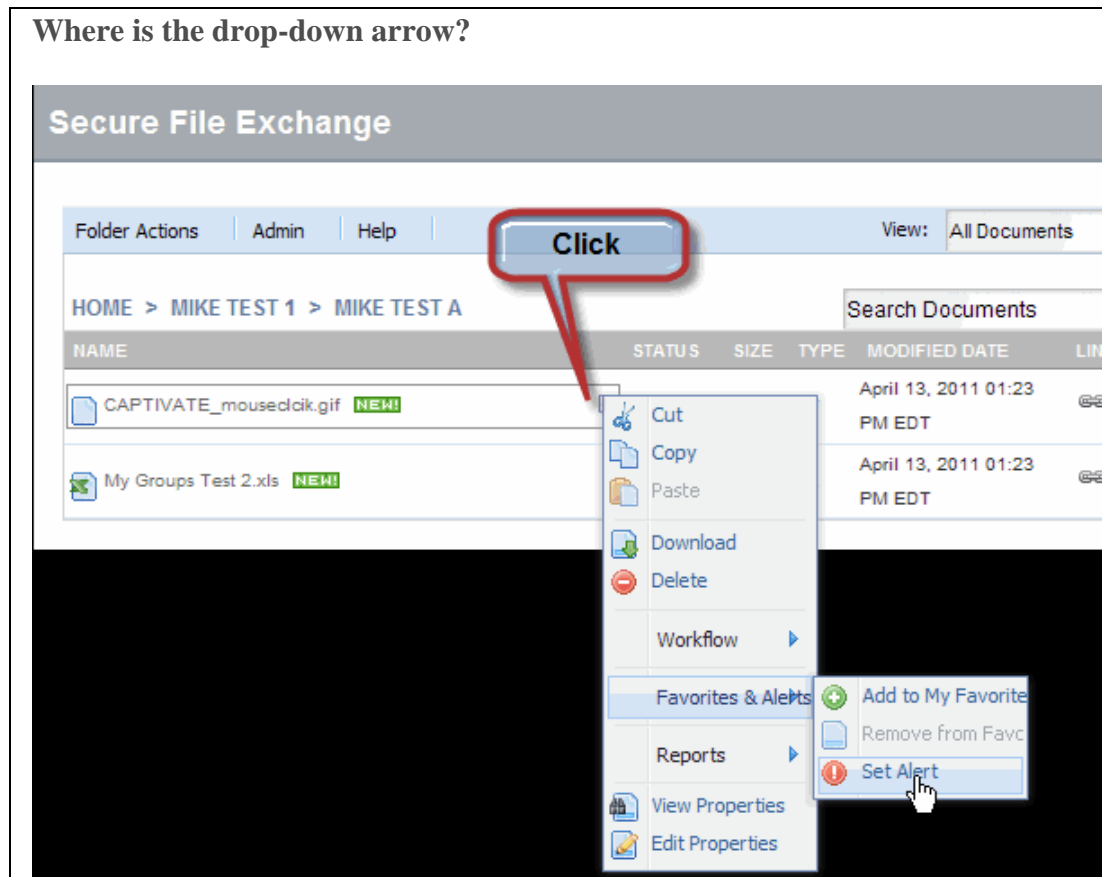 Where is the drop-down arrow?
Secure File Exchange
Folder Actions Admin Help View: All Documents
Click
HOME > MIKE TEST 1 > MIKE TEST A Search Documents
NAME STATUS SIZE TYPE MODIFIED DATE LIN
CAPTIVATE_mouseclcik.gif NEW! April 13, 2011 01:23
PM EDT
My Groups Test 2.xls NEW! April 13, 2011 01:23
PM EDT
Cut
Copy
Paste
Download
Delete
Workflow
Favorites & Alerts
Add to My Favorite
Remove from Favc
Set Alert
Reports
View Properties
Edit Properties